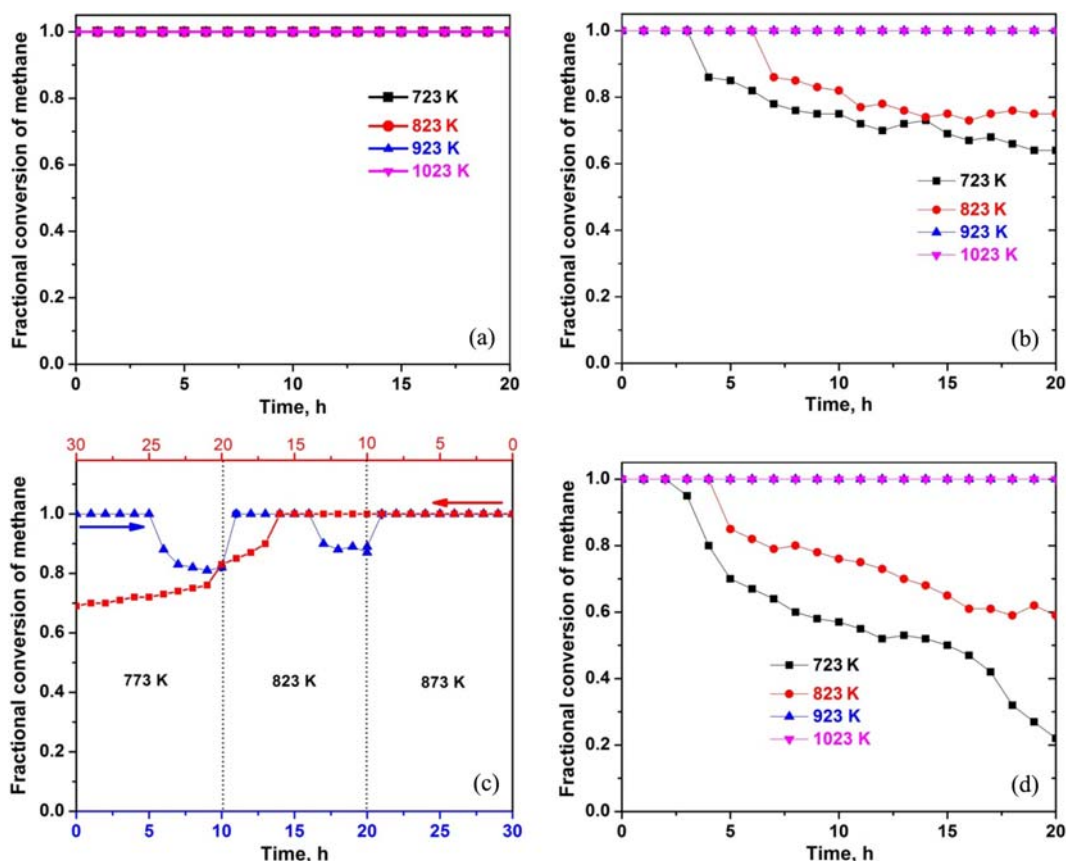 Fractional conversion of methane
1.0
0.8
0.6
0.4
0.2
0.0
723 K
823 K
923 K
1023 K
(a)
0 5 10 15 20
Time, h
Fractional conversion of methane
1.0
0.8
0.6
0.4
0.2
0.0
723 K
823 K
923 K
1023 K
(b)
0 5 10 15 20
Time, h
30 25 20 15 10 5 0
Fractional conversion of methane
1.0
0.8
0.6
0.4
0.2
0.0
773 K 823 K 873 K
(c)
0 5 10 15 20 25 30
Time, h
Fractional conversion of methane
1.0
0.8
0.6
0.4
0.2
0.0
723 K
823 K
923 K
1023 K
(d)
0 5 10 15 20
Time, h